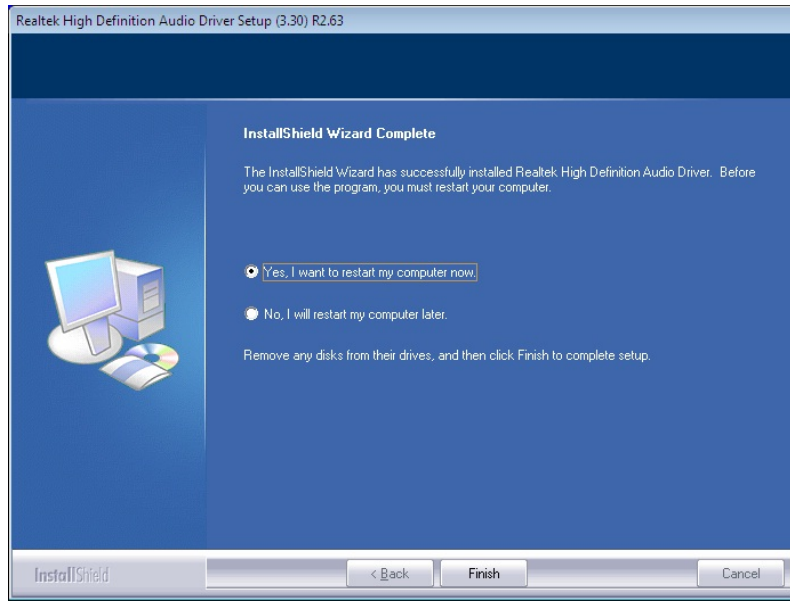 Realtek High Definition Audio Driver Setup (3.30) R2.63
InstallShield Wizard Complete
The InstallShield Wizard has successfully installed Realtek High Definition Audio Driver. Before
you can use the program, you must restart your computer.
Yes, I want to restart my computer now.
No, I will restart my computer later.
Remove any disks from their drives, and then click Finish to complete setup.
InstallShield
< Back
Finish
Cancel